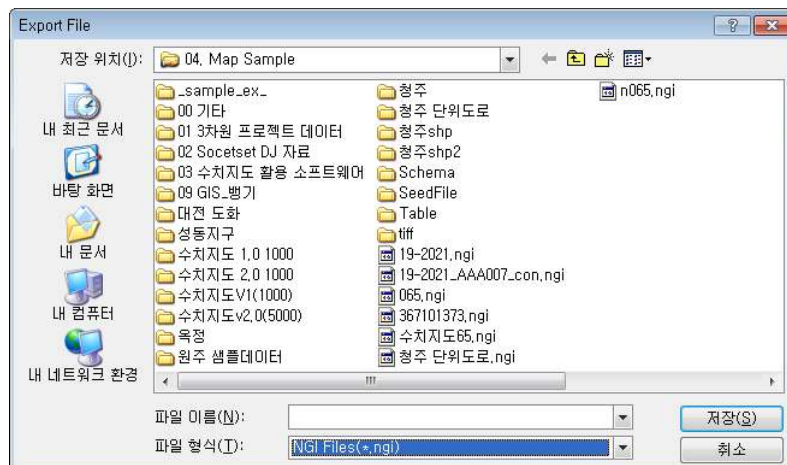 Export File
저장 위치(I):
04. Map Sample
내 최근 문서
바탕 화면
내 문서
내 컴퓨터
내 네트워크 환경
_sample_ex_
00 기타
01 3차원 프로젝트 데이터
02 Socetset DJ 자료
03 수치지도 활용 소프트웨어
09 GIS_뱅기
대전 도화
성동지구
수치지도 1.0 1000
수치지도 2.0 1000
수치지도V1(1000)
수치지도v2.0(5000)
옥정
원주 샘플데이터
청주
청주 단위도로
청주shp
청주shp2
Schema
SeedFile
Table
tiff
19-2021.ngi
19-2021_AAA007_con.ngi
065.ngi
367101373.ngi
수치지도65.ngi
청주 단위도로.ngi
n065.ngi
파일 이름(N):
저장(S)
파일 형식(T):
NGI Files(*.ngi)
취소